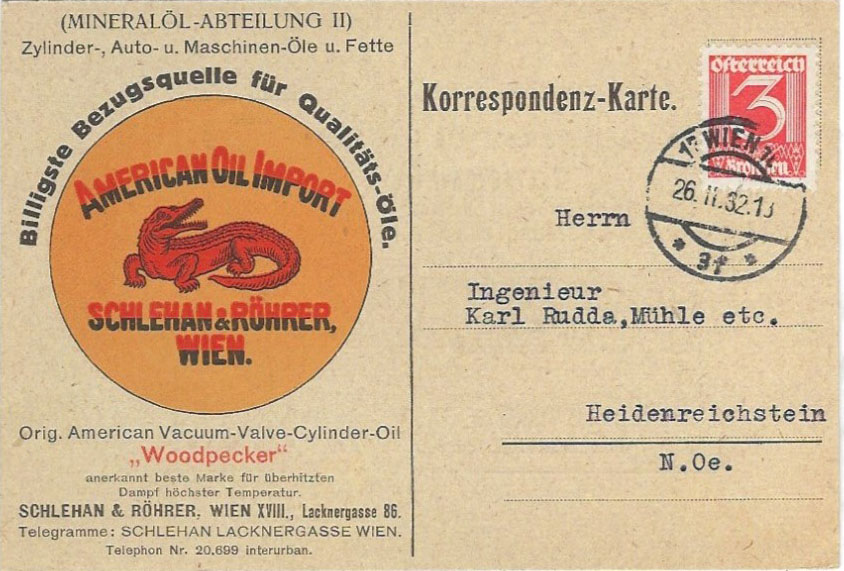 (MINERALÖL-ABTEILUNG II)
Zylinder-, Auto- u. Maschinen-Öle u. Fette
Billigste Bezugsquelle für Qualitäts-Öle.
AMERICAN OIL IMPORT
SCHLEHAN & RÖHRER,
WIEN.
Orig. American Vacuum-Valve-Cylinder-Oil
„Woodpecker“
anerkannt beste Marke für überhitzten
Dampf höchster Temperatur.
SCHLEHAN & RÖHRER, WIEN XVIII., Lacknergasse 86.
Telegramme: SCHLEHAN LACKNERGASSE WIEN.
Telephon Nr. 20.699 interurban.
Korrespondenz-Karte.
Österreich
3
WIEN
26.II.32.
Herrn
Ingenieur
Karl Rudda,Mühle etc.
Heidenreichstein
N.Oe.